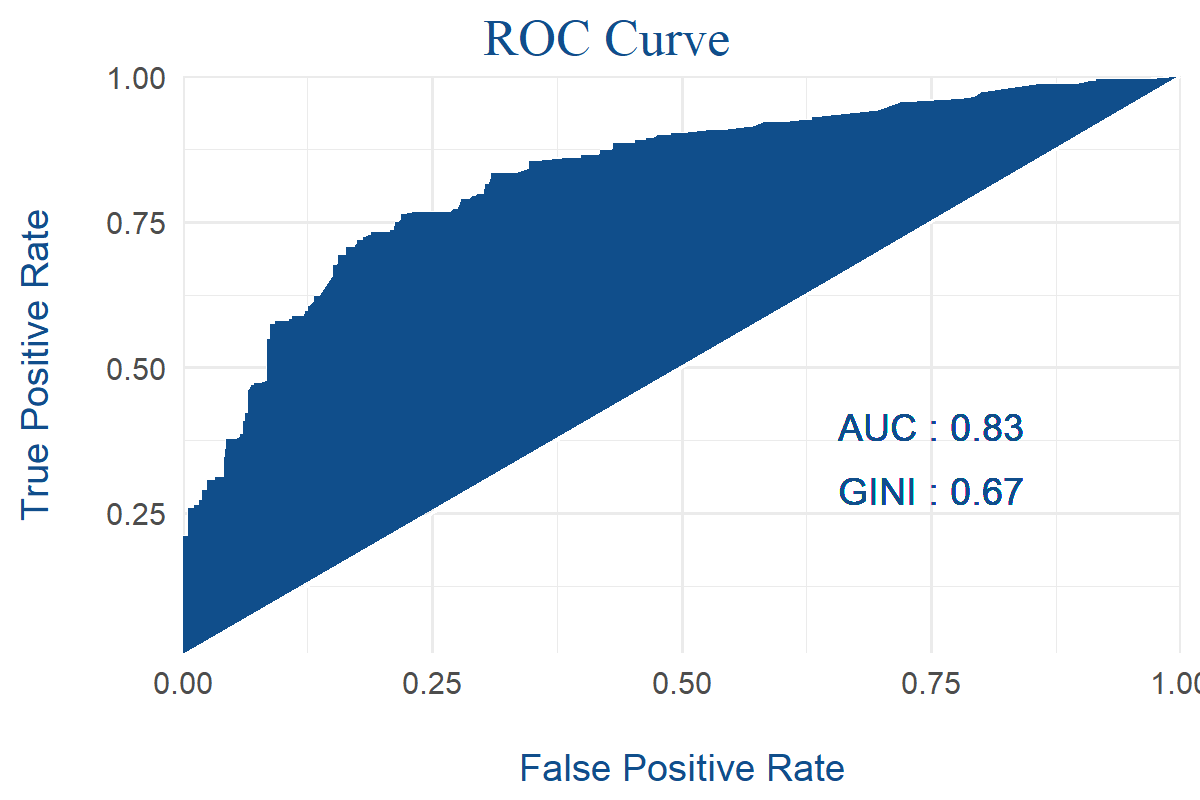 ROC Curve
1.00
0.75
0.50
0.25
True Positive Rate
AUC : 0.83
GINI : 0.67
0.00 0.25 0.50 0.75 1.00
False Positive Rate